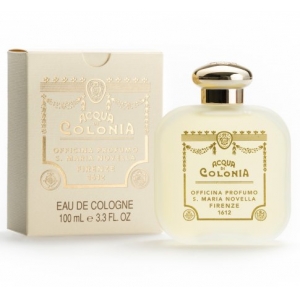 ACQUA
DI
COLONIA
OFFICINA PROFUMO
S. MARIA NOVELLA
FIRENZE
1612
EAU DE COLOGNE
100 mL e 3.3 FL. OZ
ACQUA
DI
COLONIA
OFFICINA PROFUMO
S. MARIA NOVELLA
FIRENZE
1612